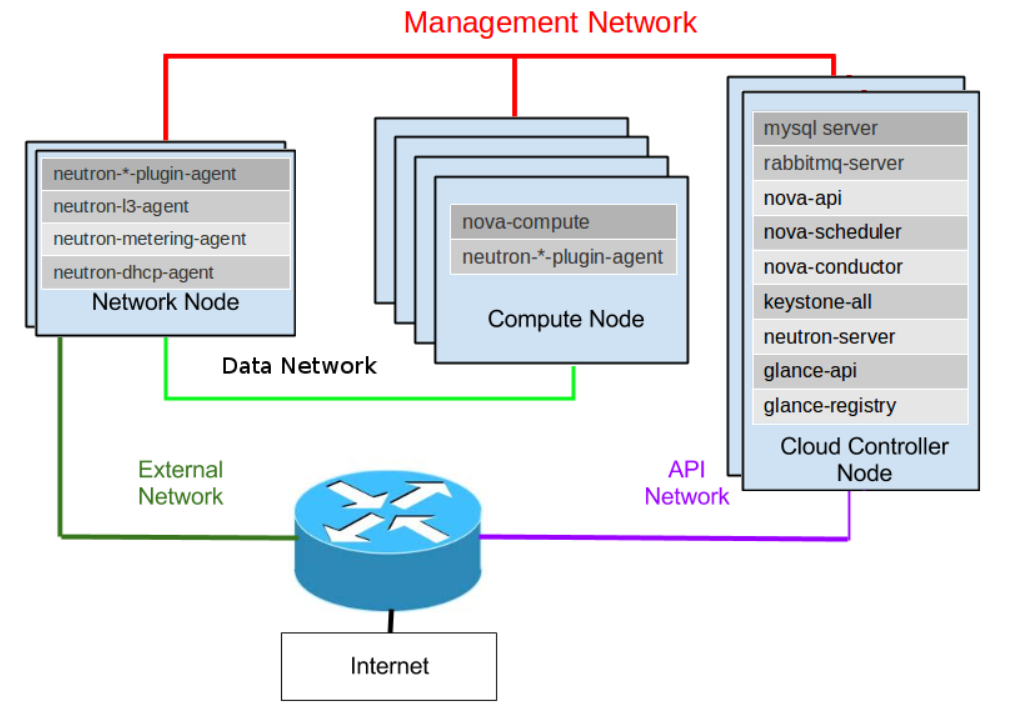 Management Network
neutron-*-plugin-agent
neutron-l3-agent
neutron-metering-agent
neutron-dhcp-agent
Network Node
nova-compute
neutron-*-plugin-agent
Compute Node
mysql server
rabbitmq-server
nova-api
nova-scheduler
nova-conductor
keystone-all
neutron-server
glance-api
glance-registry
Cloud Controller
Node
Data Network
External
Network
API
Network
Internet